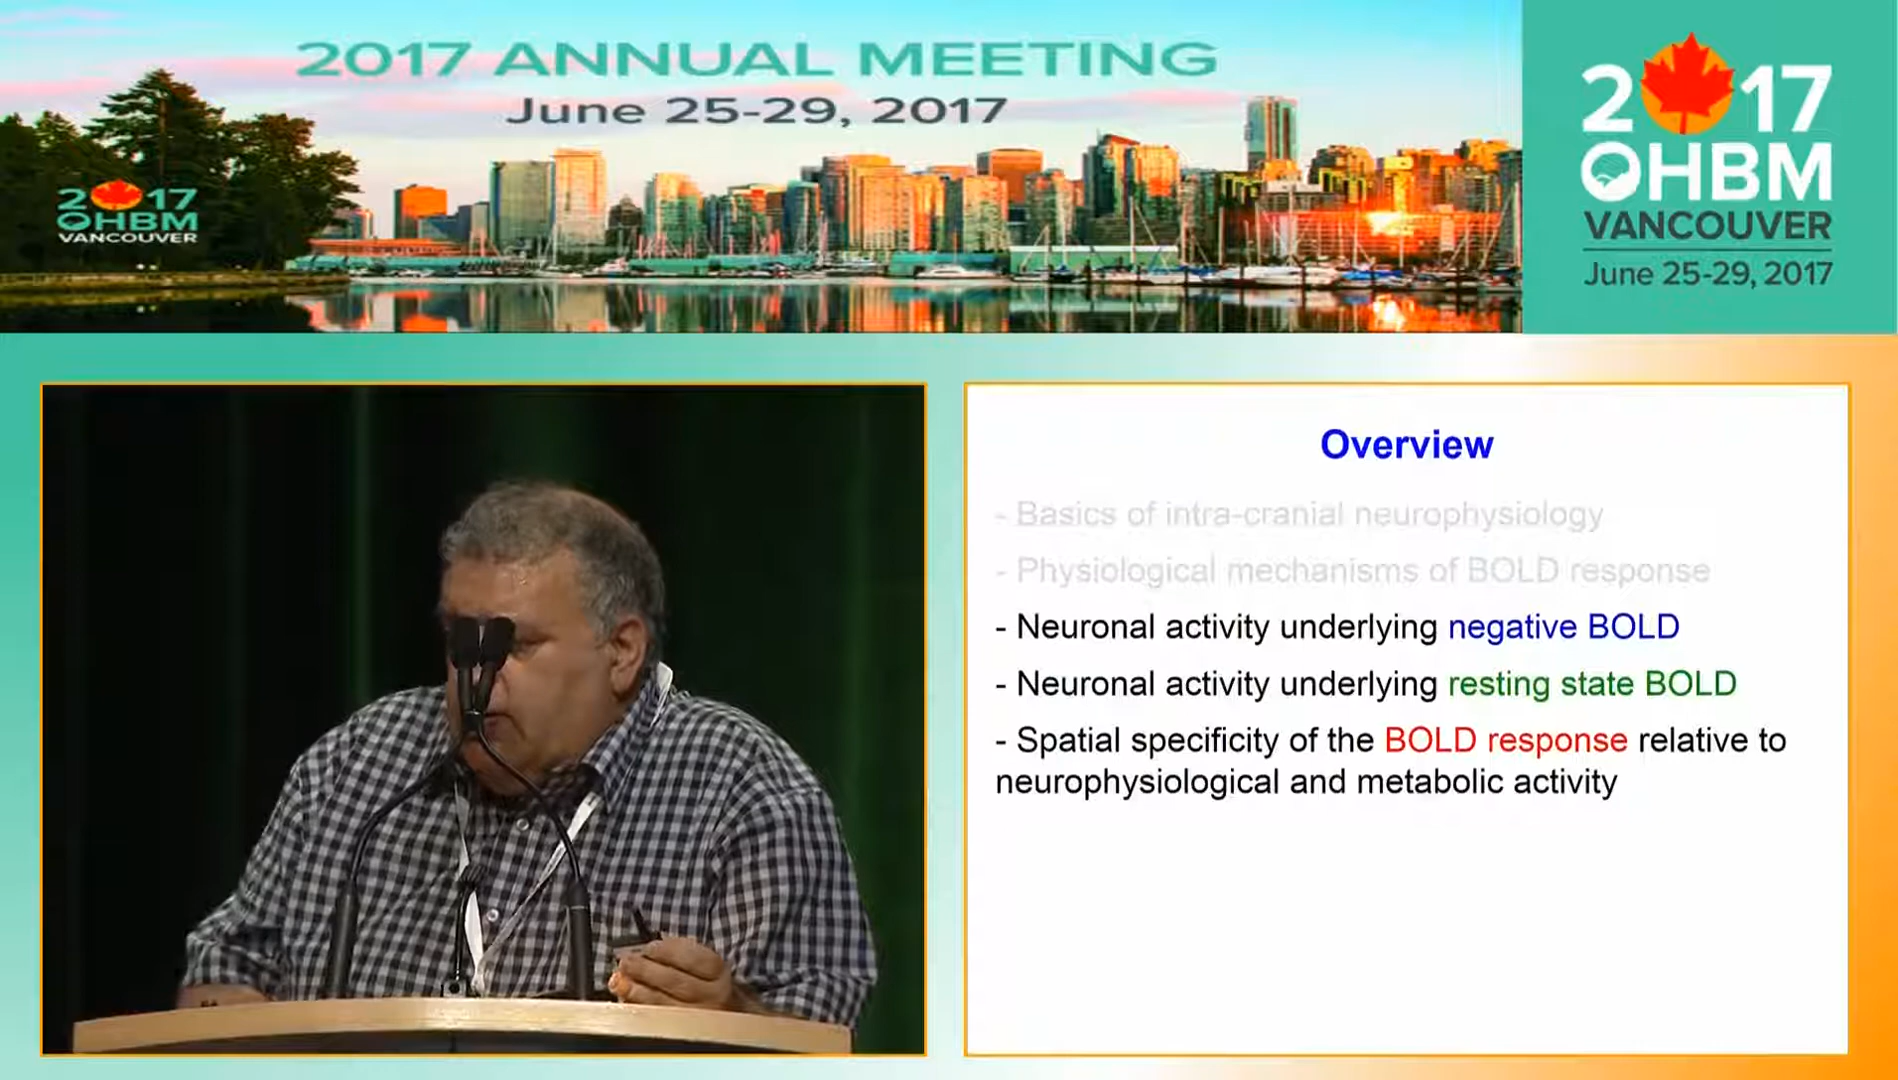 2017 ANNUAL MEETING
June 25-29, 2017
2017
OHBM
VANCOUVER
2017
OHBM
VANCOUVER
June 25-29, 2017
Overview
- Basics of intra-cranial neurophysiology
- Physiological mechanisms of BOLD response
- Neuronal activity underlying negative BOLD
- Neuronal activity underlying resting state BOLD
- Spatial specificity of the BOLD response relative to
neurophysiological and metabolic activity